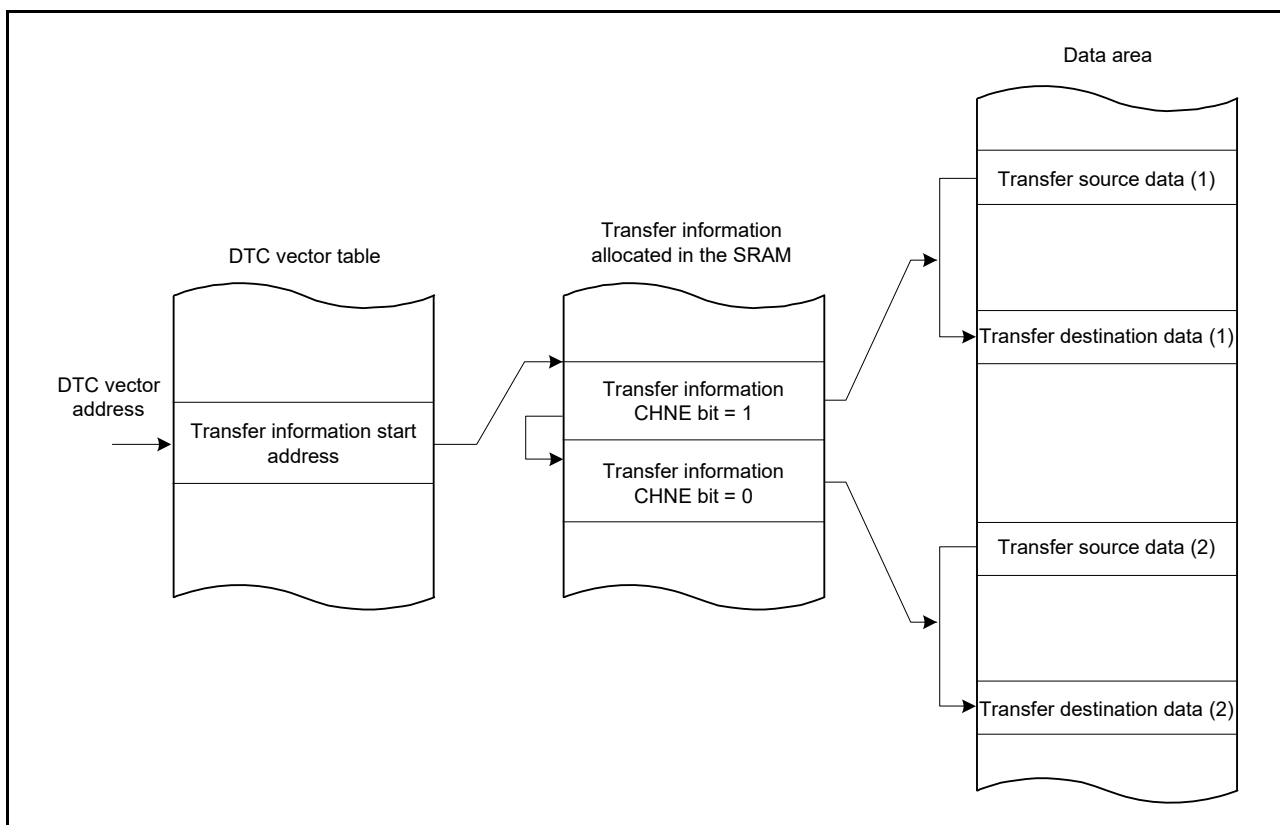 Data area
Transfer source data (1)
Transfer destination data (1)
Transfer source data (2)
Transfer destination data (2)
Transfer information
allocated in the SRAM
Transfer information
CHNE bit = 1
Transfer information
CHNE bit = 0
DTC vector table
Transfer information start
address
DTC vector
address